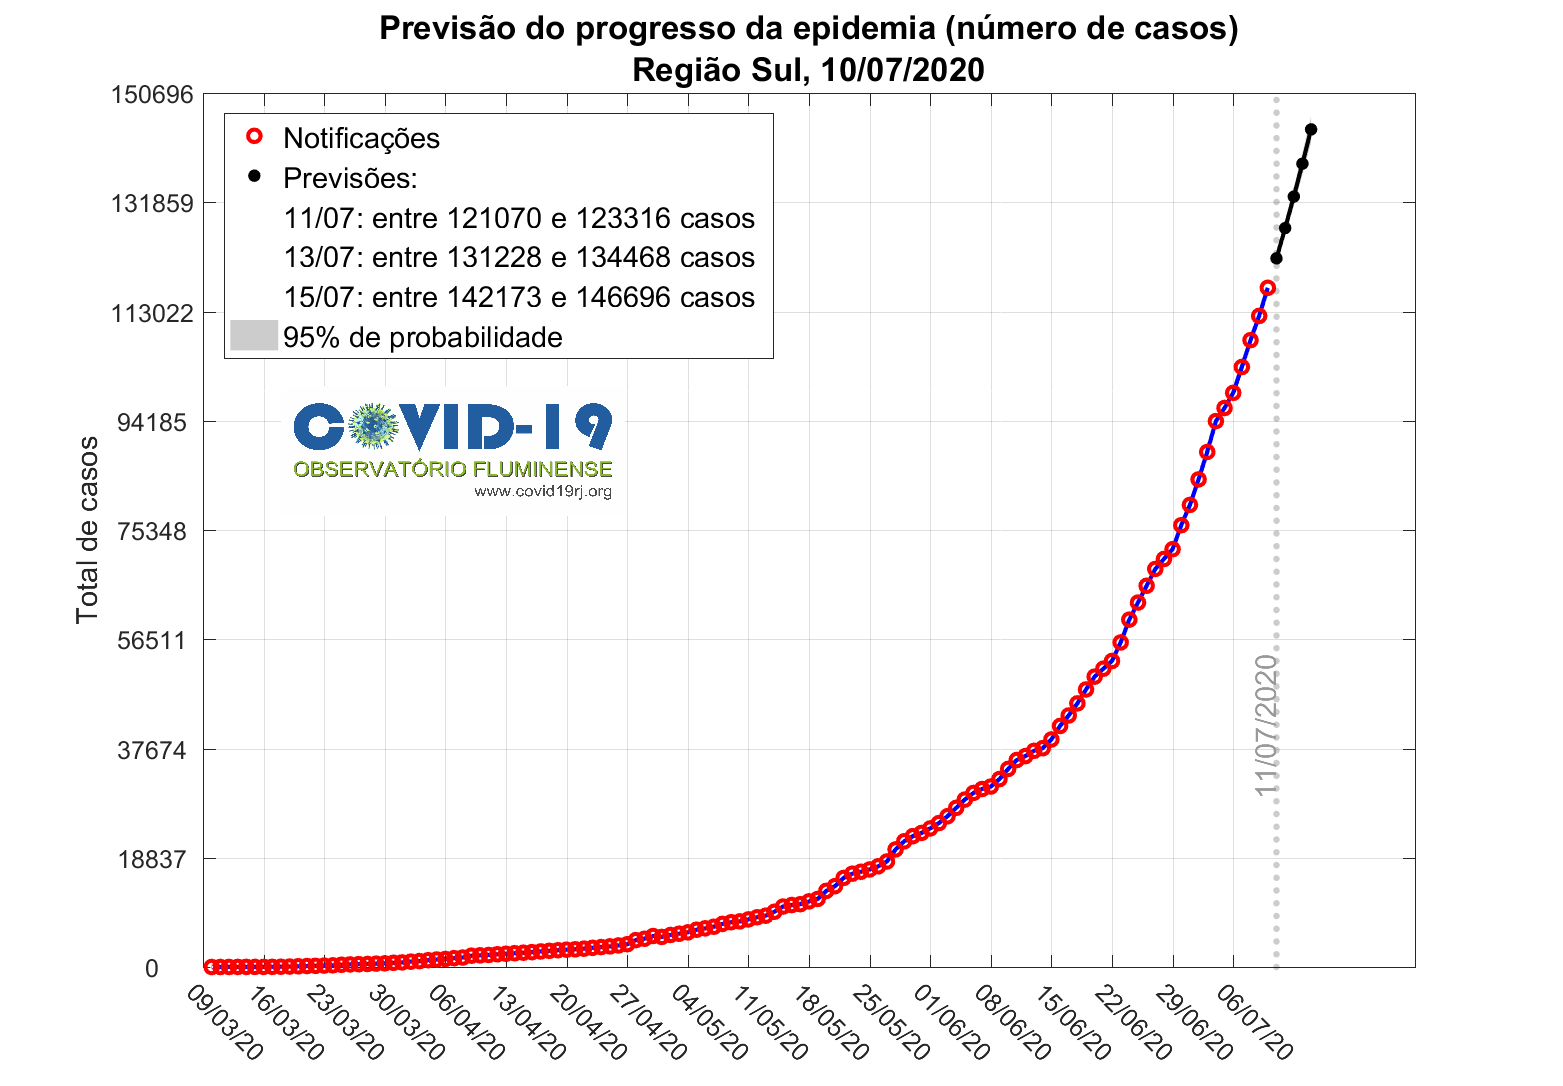 Previsão do progresso da epidemia (número de casos)
Região Sul, 10/07/2020
150696
131859
113022
94185
75348
56511
37674
18837
0
Total de casos
Notificações
Previsões:
11/07: entre 121070 e 123316 casos
13/07: entre 131228 e 134468 casos
15/07: entre 142173 e 146696 casos
95% de probabilidade
COVID-19
OBSERVATÓRIO FLUMINENSE
www.covid19rj.org
11/07/2020
09/03/20
16/03/20
23/03/20
30/03/20
06/04/20
13/04/20
20/04/20
27/04/20
04/05/20
11/05/20
18/05/20
25/05/20
01/06/20
08/06/20
15/06/20
22/06/20
29/06/20
06/07/20